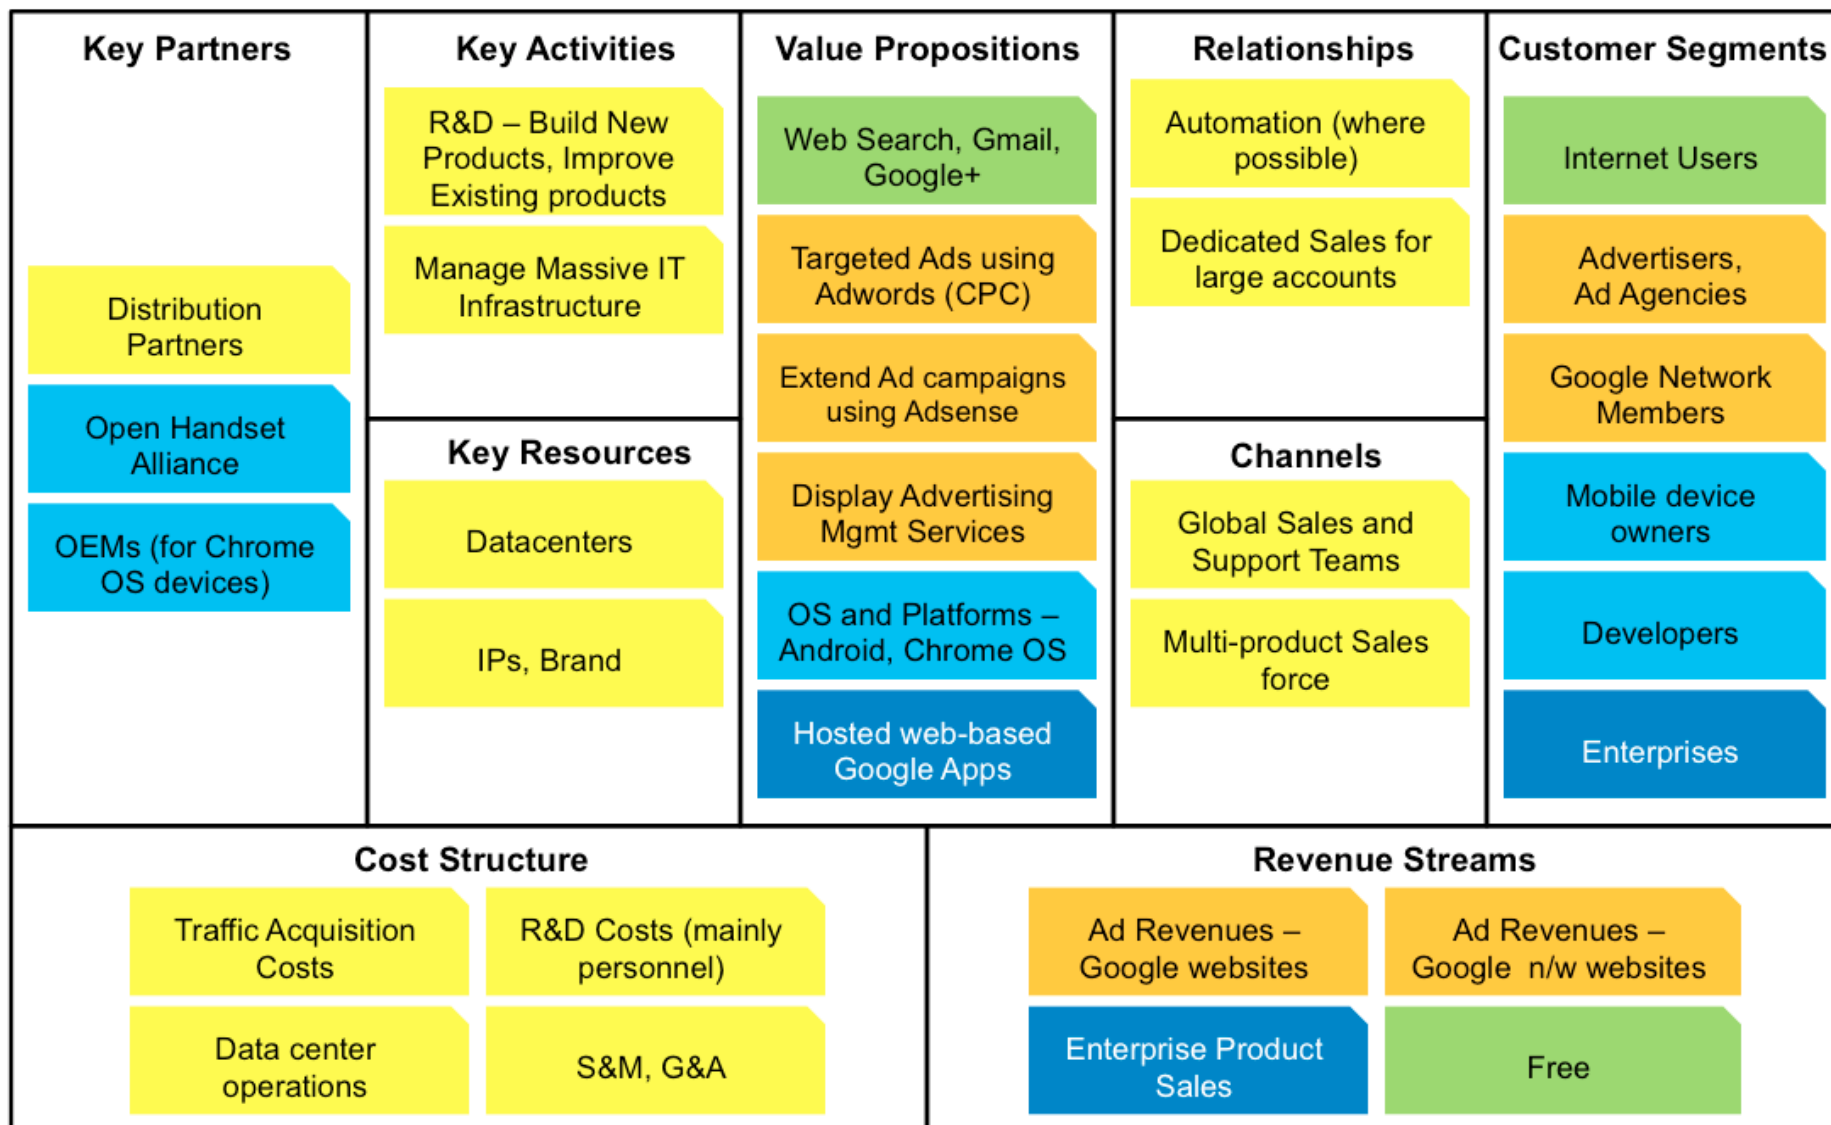 Key Partners
Distribution
Partners
Open Handset
Alliance
OEMs (for Chrome
OS devices)
Key Activities
R&D – Build New
Products, Improve
Existing products
Manage Massive IT
Infrastructure
Key Resources
Datacenters
IPs, Brand
Value Propositions
Web Search, Gmail,
Google+
Targeted Ads using
Adwords (CPC)
Extend Ad campaigns
using Adsense
Display Advertising
Mgmt Services
OS and Platforms –
Android, Chrome OS
Hosted web-based
Google Apps
Relationships
Automation (where
possible)
Dedicated Sales for
large accounts
Channels
Global Sales and
Support Teams
Multi-product Sales
force
Customer Segments
Internet Users
Advertisers,
Ad Agencies
Google Network
Members
Mobile device
owners
Developers
Enterprises
Cost Structure
Traffic Acquisition
Costs
R&D Costs (mainly
personnel)
Data center
operations
S&M, G&A
Revenue Streams
Ad Revenues –
Google websites
Ad Revenues –
Google n/w websites
Enterprise Product
Sales
Free